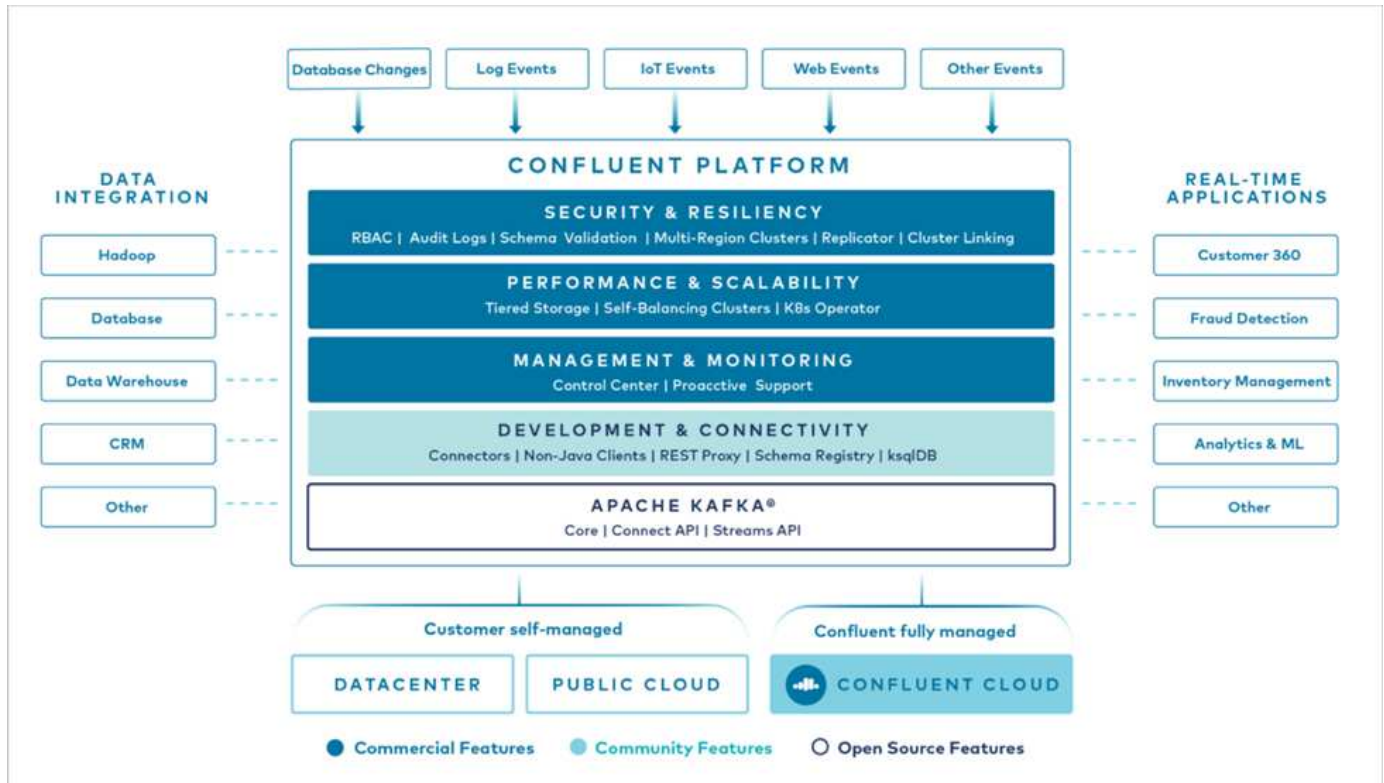 Database Changes
Log Events
IoT Events
Web Events
Other Events
CONFLUENT PLATFORM
DATA
INTEGRATION
Hadoop
Database
Data Warehouse
CRM
Other
SECURITY & RESILIENCY
RBAC | Audit Logs | Schema Validation | Multi-Region Clusters | Replicator | Cluster Linking
PERFORMANCE & SCALABILITY
Tiered Storage | Self-Balancing Clusters | K8s Operator
MANAGEMENT & MONITORING
Control Center | Proacctive Support
DEVELOPMENT & CONNECTIVITY
Connectors | Non-Java Clients | REST Proxy | Schema Registry | ksqlDB
APACHE KAFKA®
Core | Connect API | Streams API
REAL-TIME
APPLICATIONS
Customer 360
Fraud Detection
Inventory Management
Analytics & ML
Other
Customer self-managed
Confluent fully managed
DATACENTER
PUBLIC CLOUD
CONFLUENT CLOUD
Commercial Features
Community Features
Open Source Features